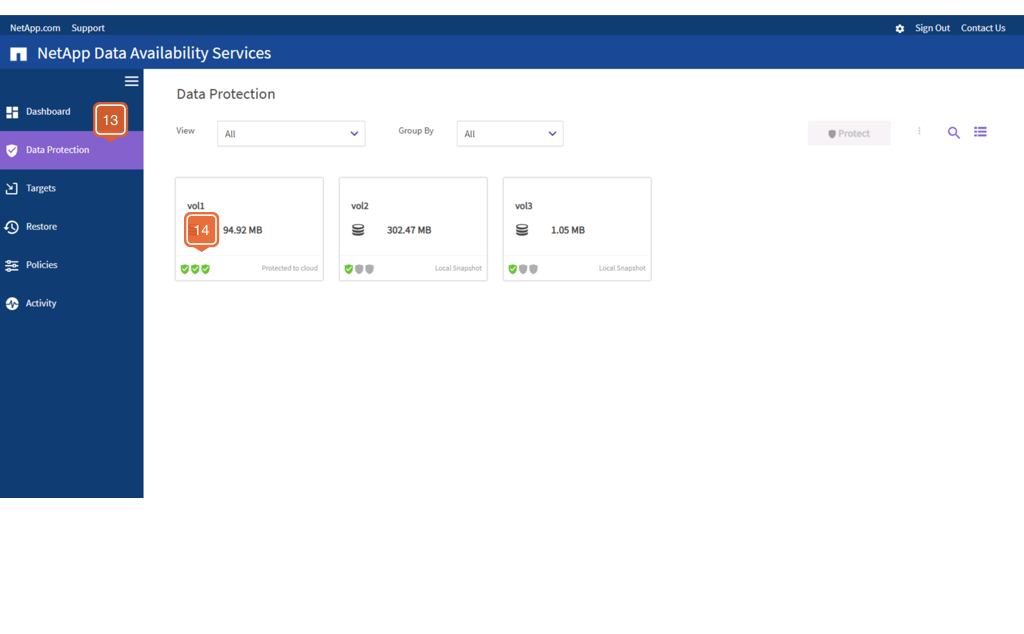 NetApp.com Support Sign Out Contact Us
NetApp Data Availability Services
Dashboard
13
Data Protection
Targets
Restore
Policies
Activity
Data Protection
View All Group By All Protect
vol1
14 94.92 MB
Protected to cloud
vol2
302.47 MB
Local Snapshot
vol3
1.05 MB
Local Snapshot